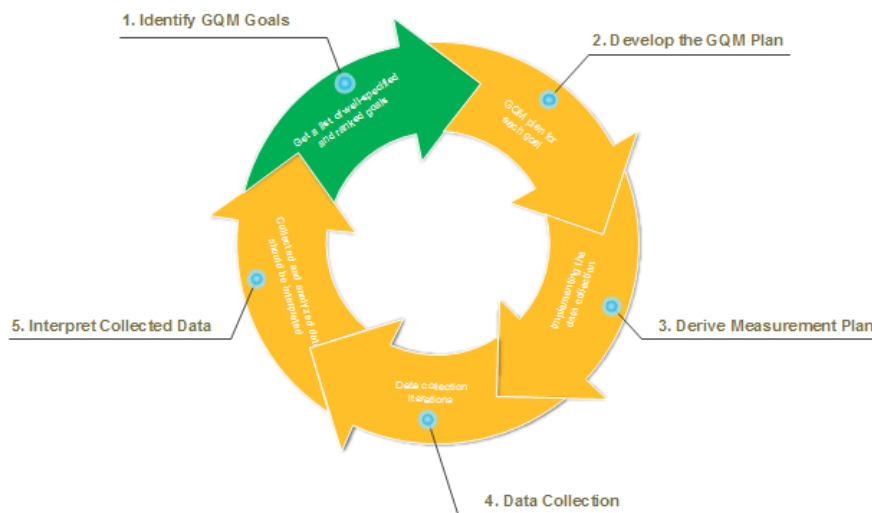 1. Identify GQM Goals
Get a list of well-specified
and ranked goals
2. Develop the GQM Plan
GQM plan for
each goal
Implementing the
data collection
3. Derive Measurement Plan
Data collection
iterations
4. Data Collection
Collected and analyzed data
should be interpreted
5. Interpret Collected Data